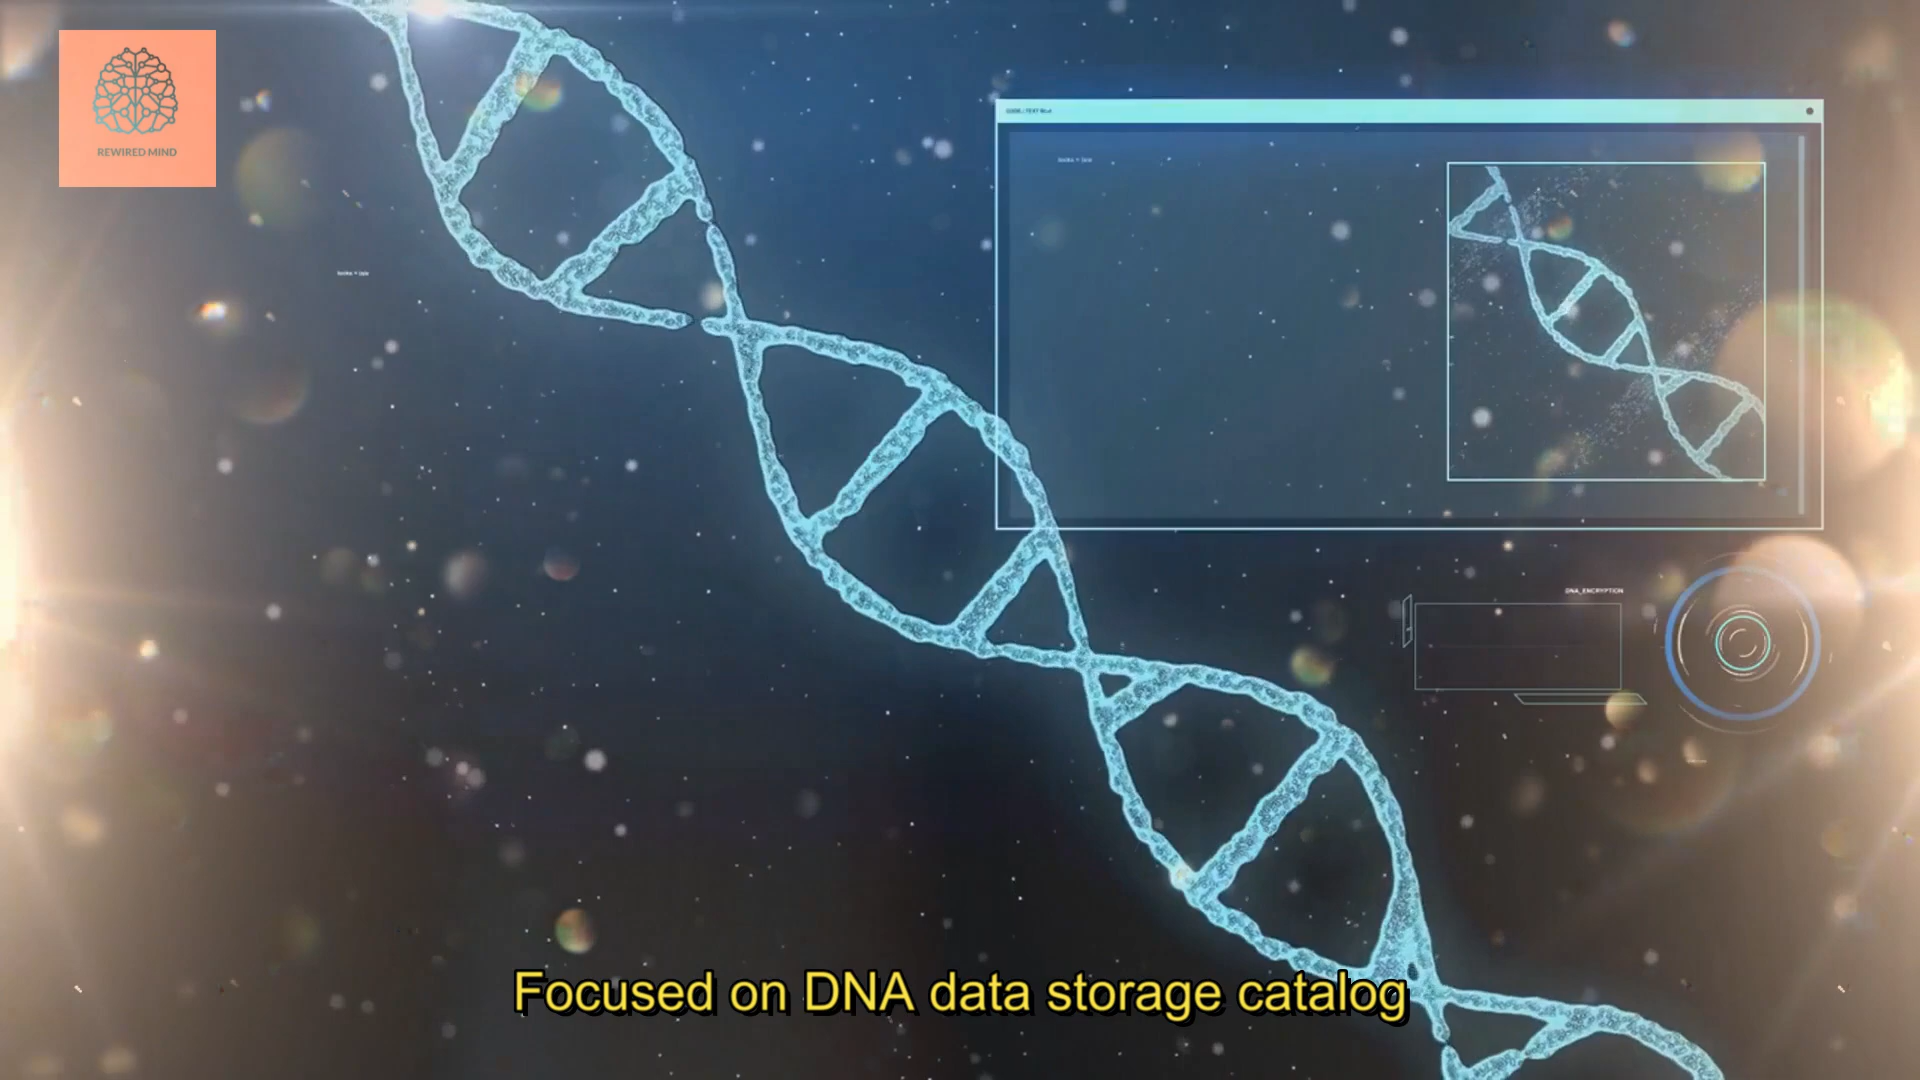 REWIRED MIND
DNA_ENCRYPTION
Focused on DNA data storage catalog